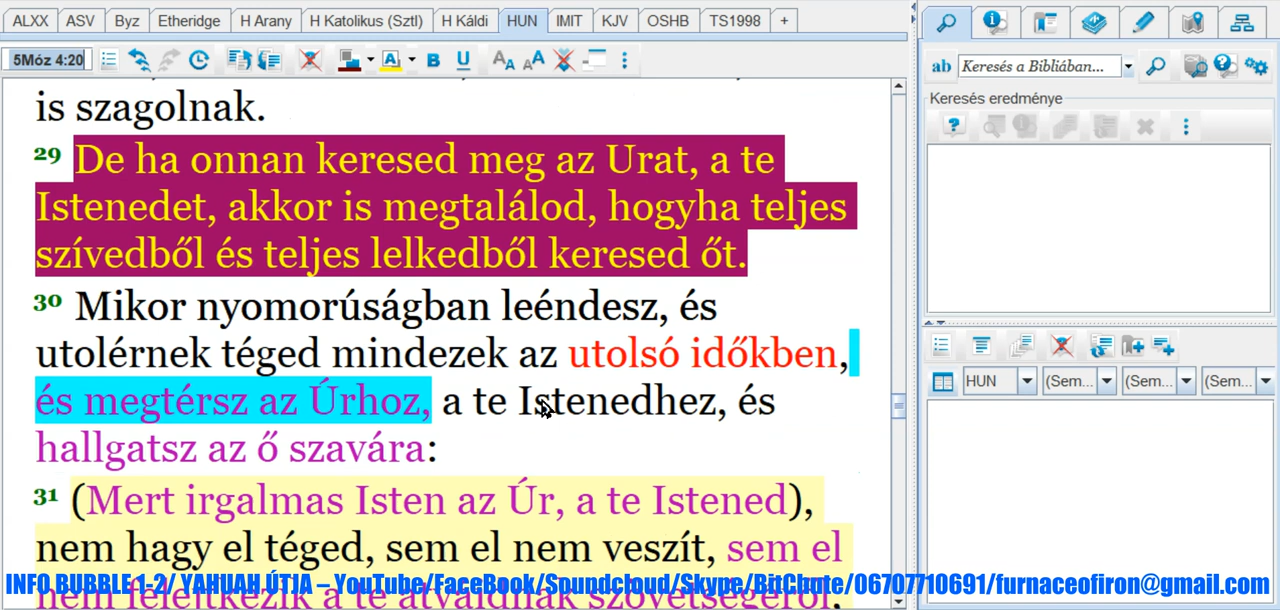 ALXX ASV Byz Etheridge H Arany H Katolikus (Sztl) H Káldi HUN IMIT KJV OSHB TS1998 +
5Móz 4:20
is szagolnak.
29 De ha onnan keresed meg az Urat, a te
Istenedet, akkor is megtalálod, hogyha teljes
szívedből és teljes lelkedből keresed őt.
30 Mikor nyomorúságban leéndesz, és
utolérnek téged mindezek az utolsó időkben,
és megtérsz az Úrhoz, a te Istenedhez, és
hallgatsz az ő szavára:
31 (Mert irgalmas Isten az Úr, a te Istened),
nem hagy el téged, sem el nem veszít, sem el
nem felejtkezik a te atyáidnak szövetségéről,
INFO BUBBLE 1-2/ YAHUAH ÚTJA – YouTube/FaceBook/Soundcloud/Skype/BitChute/06707710691/furnaceofiron@gmail.com
ab Keresés a Bibliában...
Keresés eredménye
HUN (Sem... (Sem... (Sem...